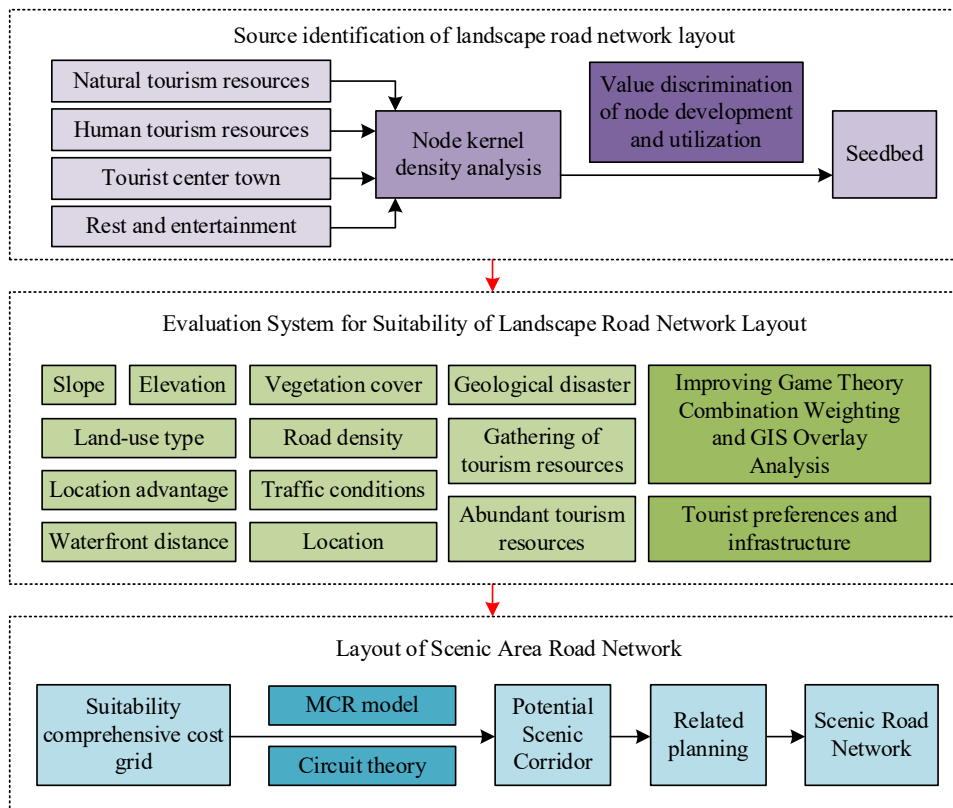 Source identification of landscape road network layout
Natural tourism resources
Human tourism resources
Tourist center town
Rest and entertainment
Node kernel
density analysis
Value discrimination
of node development
and utilization
Seedbed
Evaluation System for Suitability of Landscape Road Network Layout
Slope
Elevation
Land-use type
Location advantage
Waterfront distance
Vegetation cover
Road density
Traffic conditions
Location
Geological disaster
Gathering of
tourism resources
Abundant tourism
resources
Improving Game Theory
Combination Weighting
and GIS Overlay
Analysis
Tourist preferences and
infrastructure
Layout of Scenic Area Road Network
Suitability
comprehensive cost
grid
MCR model
Circuit theory
Potential
Scenic
Corridor
Related
planning
Scenic Road
Network